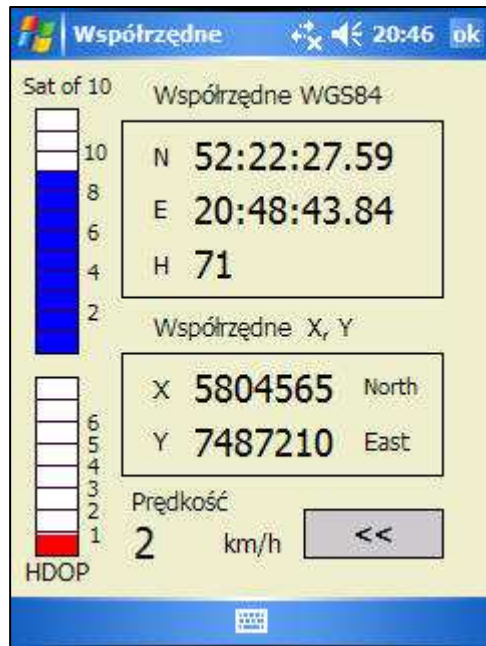 Współrzędne 20:46 ok
Sat of 10
Współrzędne WGS84
10
8
6
4
2
N 52:22:27.59
E 20:48:43.84
H 71
Współrzędne X, Y
X 5804565 North
Y 7487210 East
6
5
4
3
2
1
HDOP
Prędkość
2 km/h <<